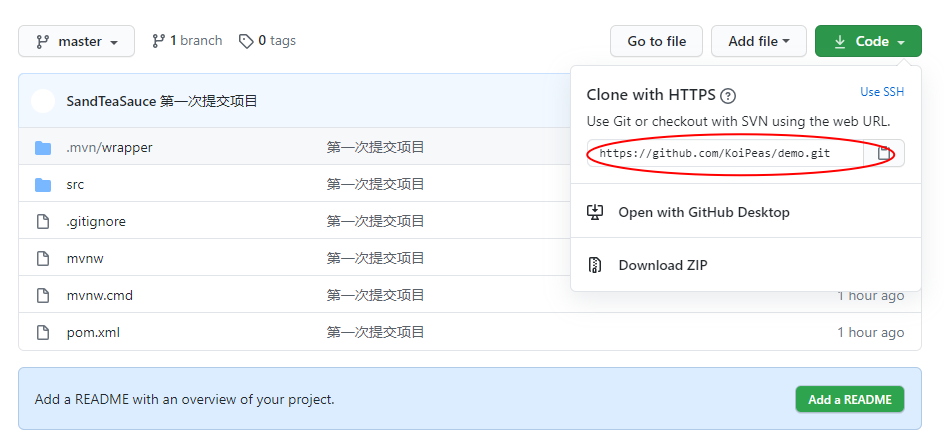 master 1 branch 0 tags Go to file Add file Code
SandTeaSauce 第一次提交项目
Clone with HTTPS Use SSH
Use Git or checkout with SVN using the web URL.
https://github.com/KoiPeas/demo.git
Open with GitHub Desktop
Download ZIP
.mvn/wrapper 第一次提交项目
src 第一次提交项目
.gitignore 第一次提交项目
mvnw 第一次提交项目
mvnw.cmd 第一次提交项目 1 hour ago
pom.xml 第一次提交项目 1 hour ago
Add a README with an overview of your project. Add a README